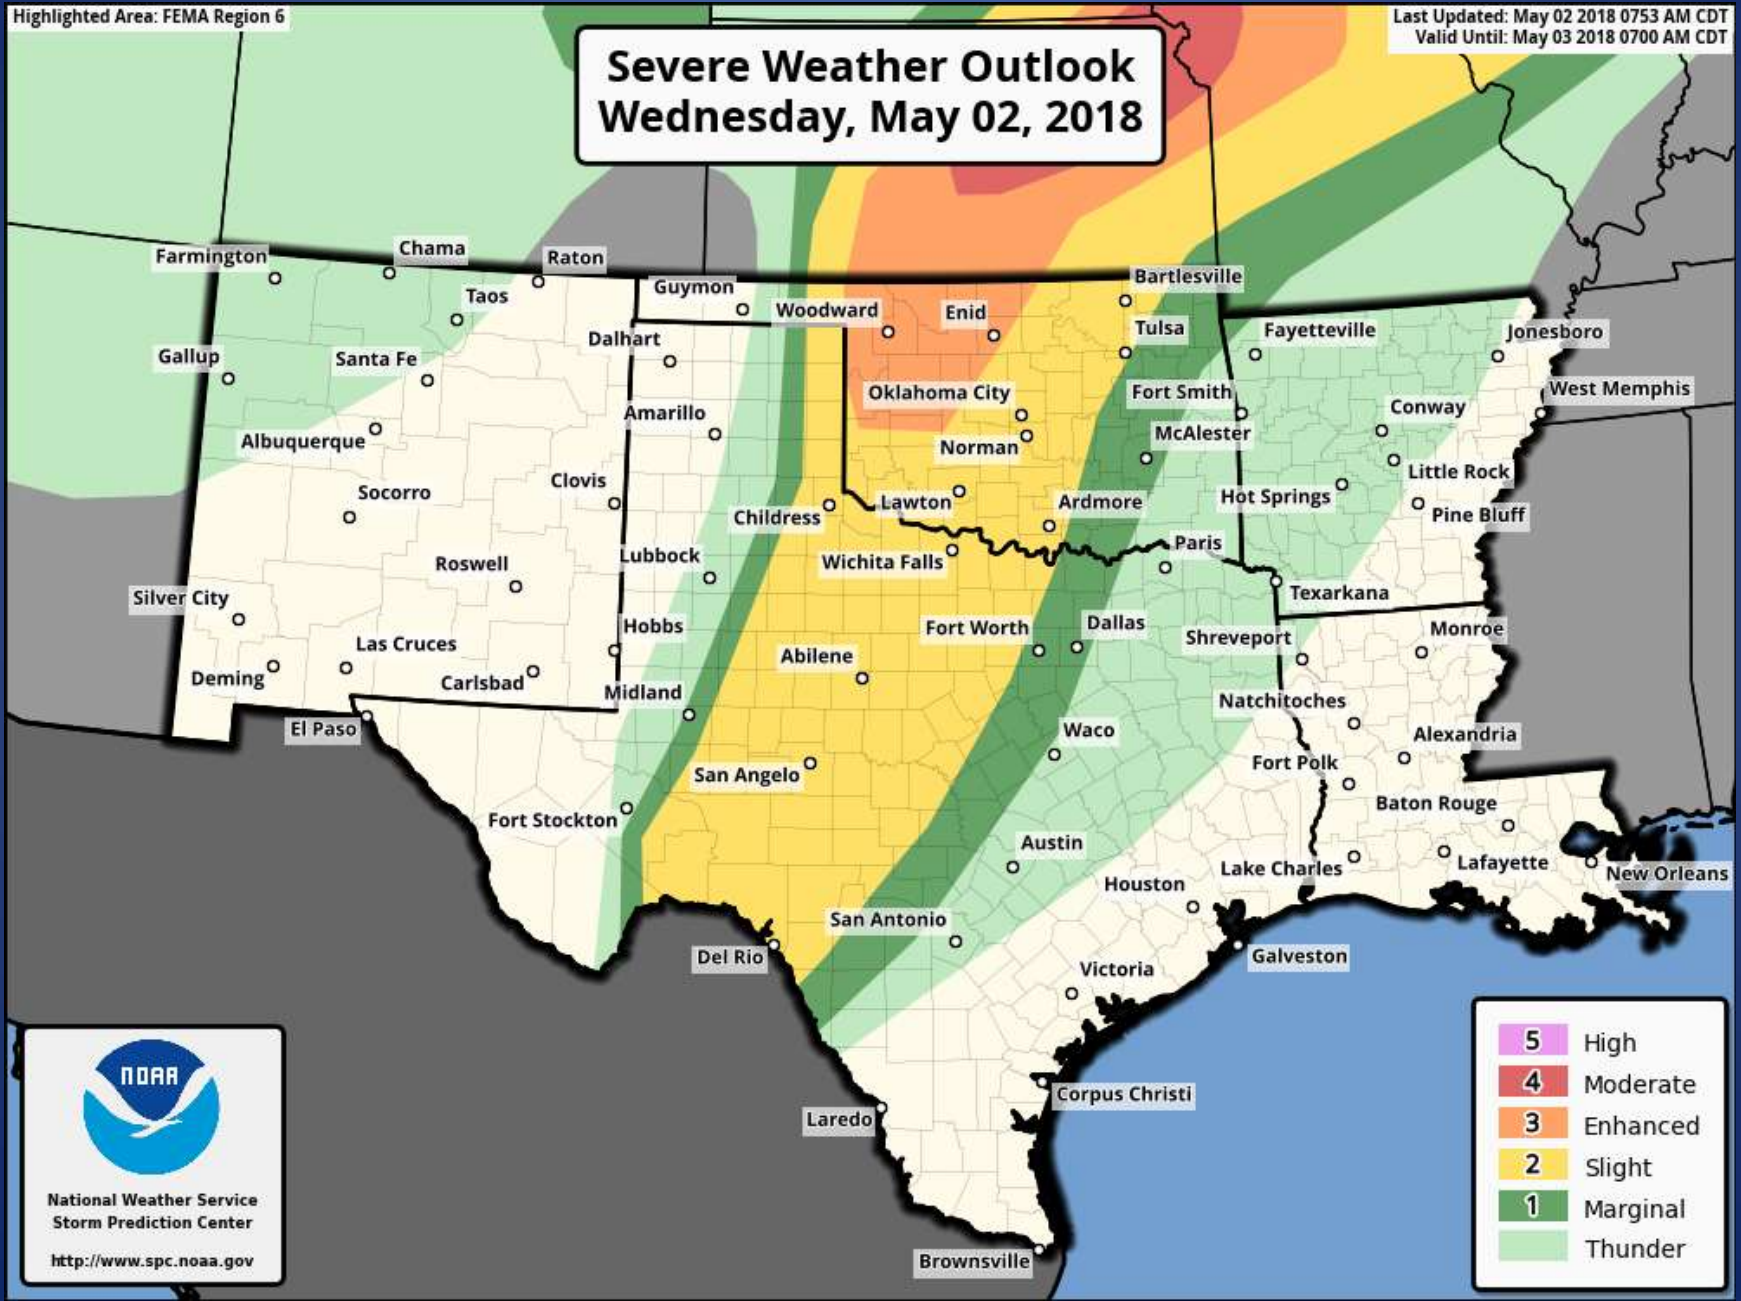 Highlighted Area: FEMA Region 6
Last Updated: May 02 2018 0753 AM CDT
Valid Until: May 03 2018 0700 AM CDT
Severe Weather Outlook
Wednesday, May 02, 2018
Farmington
Chama
Raton
Taos
Guymon
Woodward
Enid
Bartlesville
Tulsa
Fayetteville
Jonesboro
Dalhart
Gallup
Santa Fe
Oklahoma City
Fort Smith
West Memphis
Amarillo
Conway
Albuquerque
Norman
McAlester
Little Rock
Clovis
Socorro
Lawton
Ardmore
Hot Springs
Pine Bluff
Childress
Paris
Lubbock
Wichita Falls
Roswell
Texarkana
Silver City
Hobbs
Fort Worth
Dallas
Shreveport
Monroe
Las Cruces
Abilene
Deming
Carlsbad
Midland
Natchitoches
El Paso
Waco
Alexandria
San Angelo
Fort Polk
Baton Rouge
Fort Stockton
Austin
Lake Charles
Lafayette
New Orleans
Houston
San Antonio
Del Rio
Galveston
Victoria
Corpus Christi
Laredo
Brownsville
NOAA
National Weather Service
Storm Prediction Center
http://www.spc.noaa.gov
5 High
4 Moderate
3 Enhanced
2 Slight
1 Marginal
Thunder